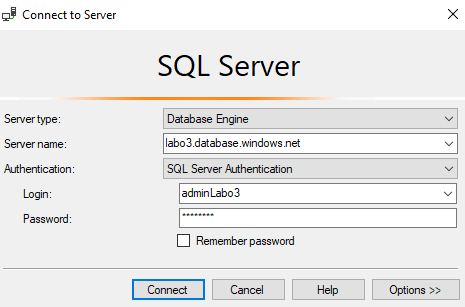 Connect to Server
SQL Server
Server type: Database Engine
Server name: labo3.database.windows.net
Authentication: SQL Server Authentication
Login: adminLabo3
Password: ********
Remember password
Connect Cancel Help Options >>